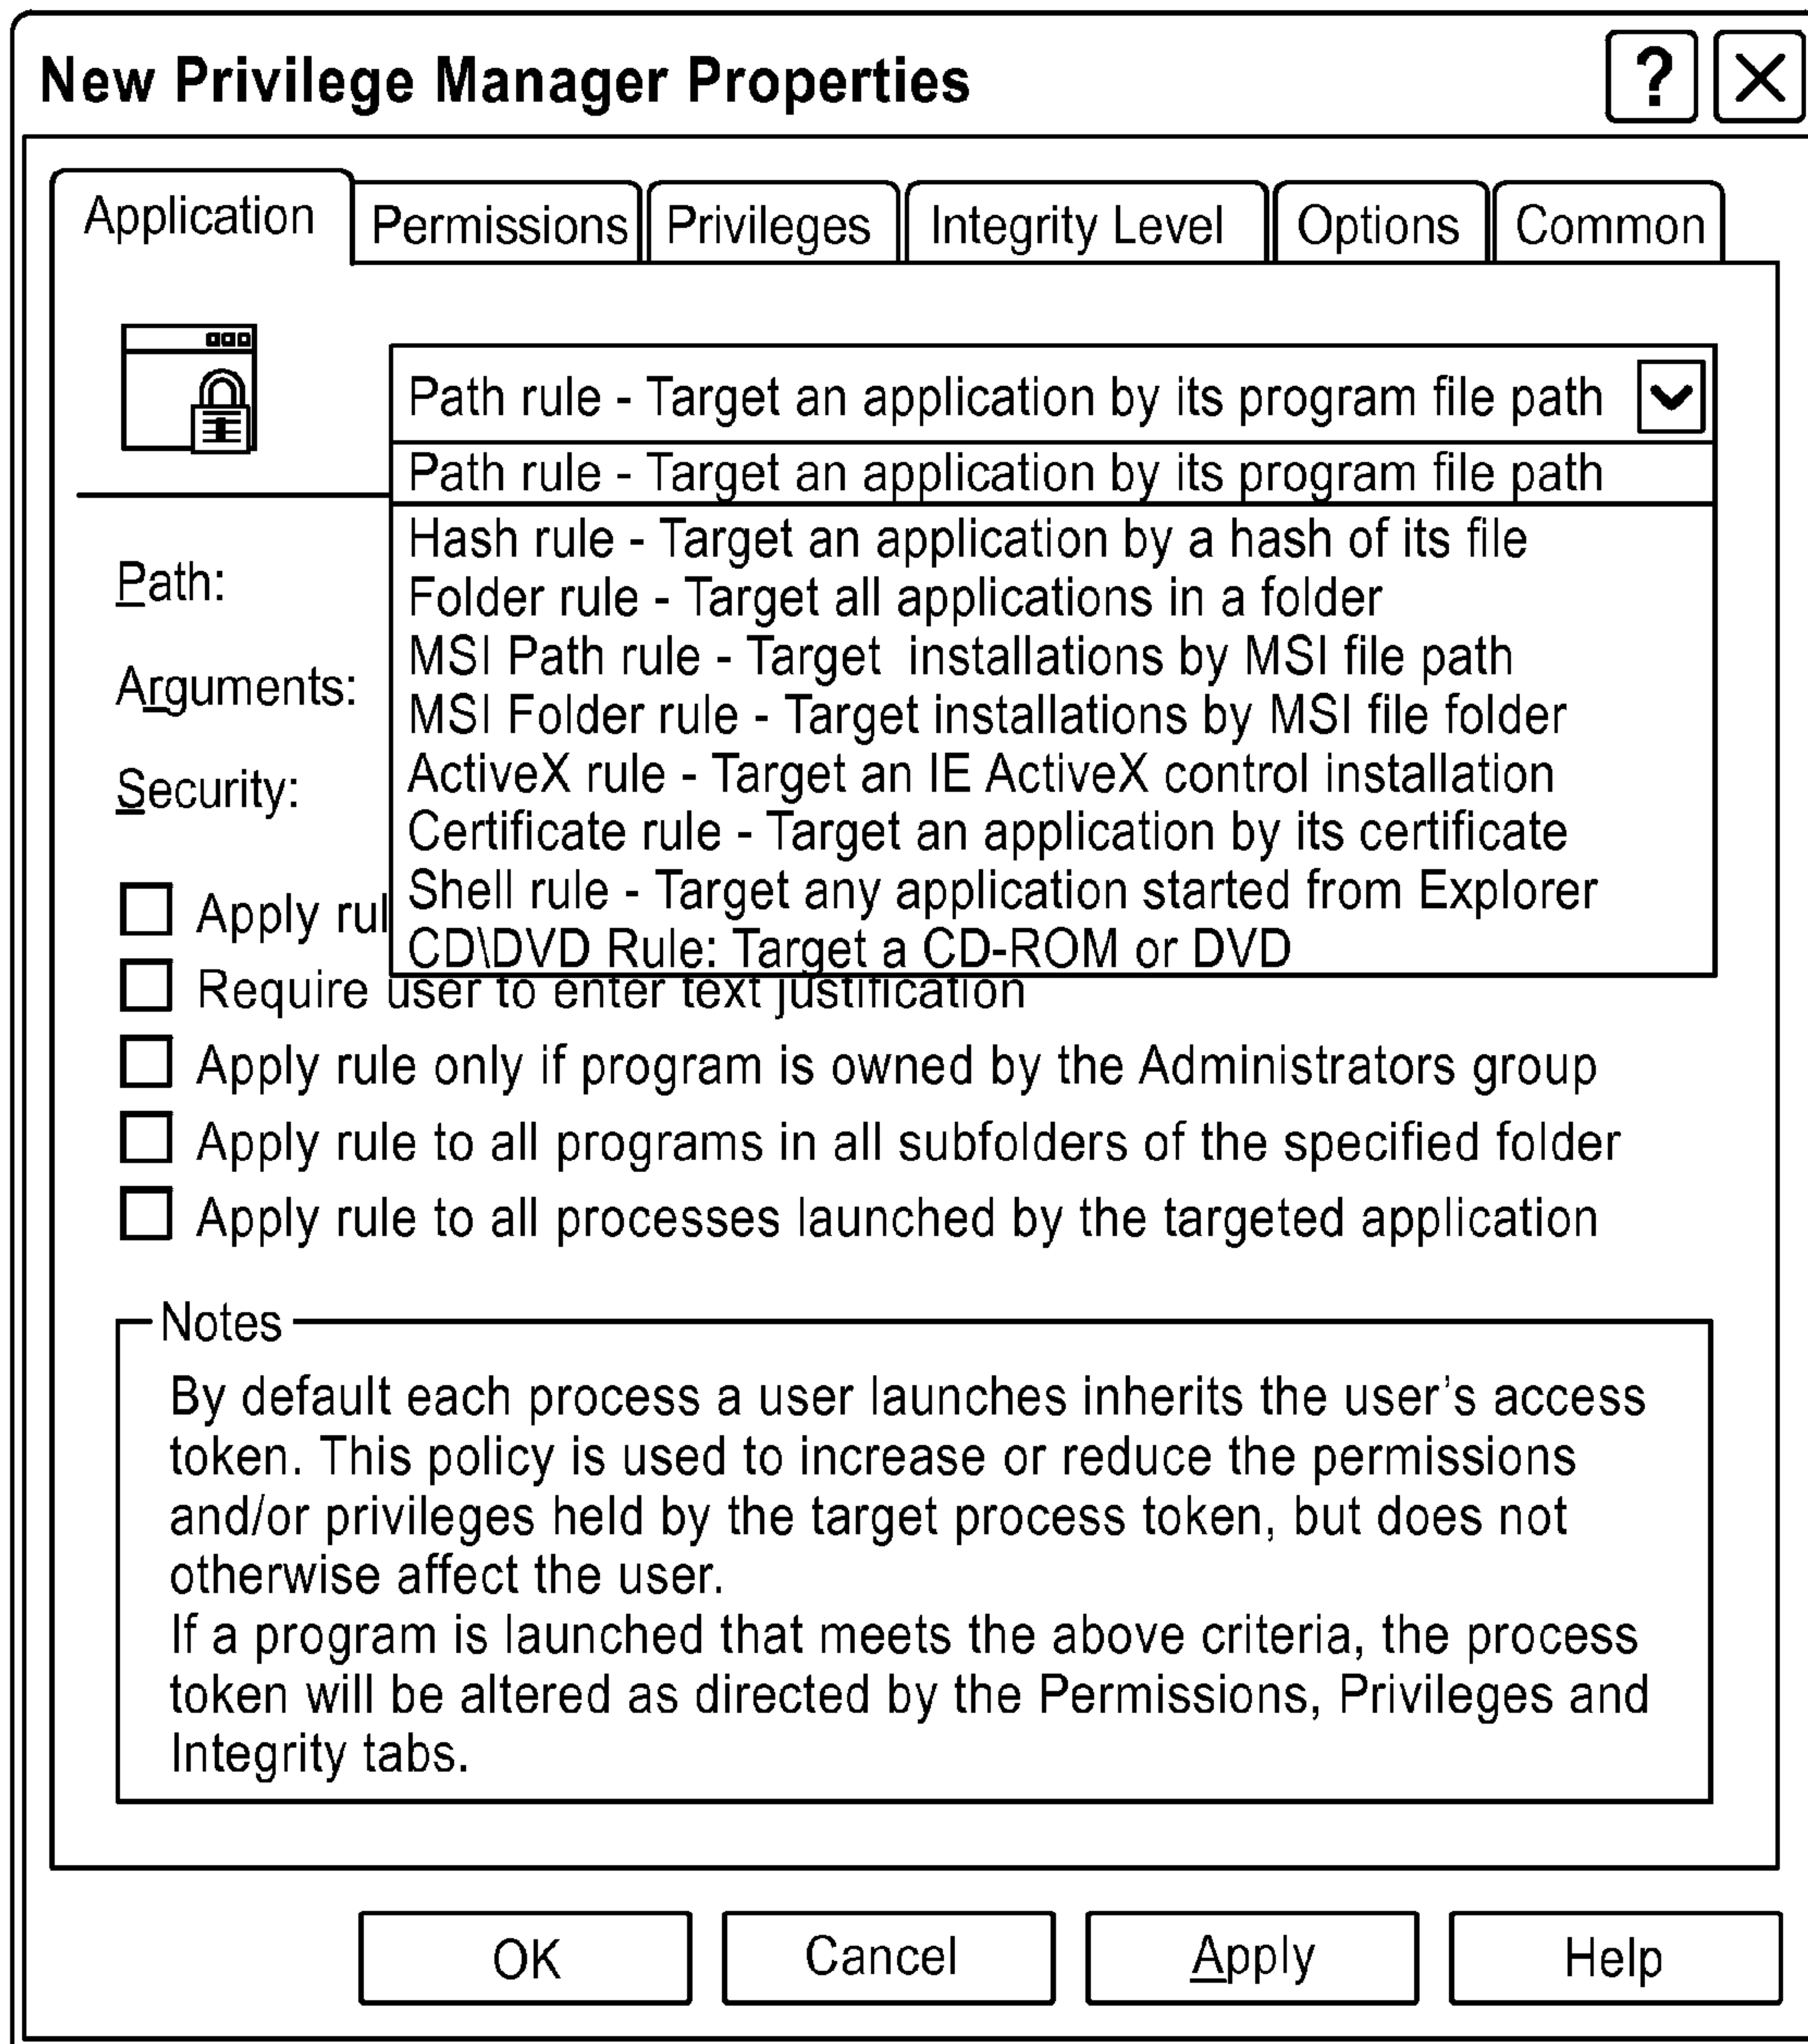 New Privilege Manager Properties ?
Application Permissions Privileges Integrity Level Options Common
Path rule - Target an application by its program file path
Path rule - Target an application by its program file path
Hash rule - Target an application by a hash of its file
Folder rule - Target all applications in a folder
MSI Path rule - Target installations by MSI file path
MSI Folder rule - Target installations by MSI file folder
ActiveX rule - Target an IE ActiveX control installation
Certificate rule - Target an application by its certificate
Shell rule - Target any application started from Explorer
CD\DVD Rule: Target a CD-ROM or DVD
Path:
Arguments:
Security:
Apply rul
Require user to enter text justification
Apply rule only if program is owned by the Administrators group
Apply rule to all programs in all subfolders of the specified folder
Apply rule to all processes launched by the targeted application
Notes
By default each process a user launches inherits the user's access
token. This policy is used to increase or reduce the permissions
and/or privileges held by the target process token, but does not
otherwise affect the user.
If a program is launched that meets the above criteria, the process
token will be altered as directed by the Permissions, Privileges and
Integrity tabs.
OK Cancel Apply Help